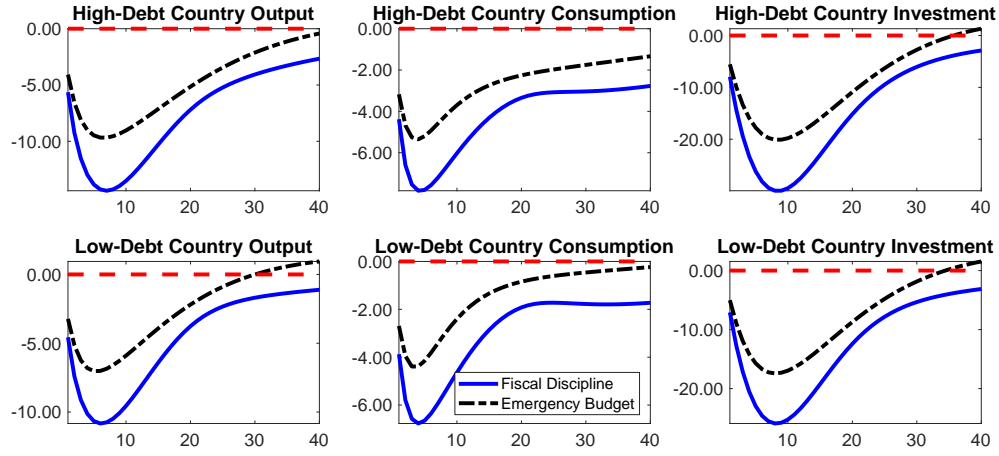 High-Debt Country Output
0.00
-5.00
-10.00
10 20 30 40
High-Debt Country Consumption
0.00
-2.00
-4.00
-6.00
10 20 30 40
High-Debt Country Investment
0.00
-10.00
-20.00
10 20 30 40
Low-Debt Country Output
0.00
-5.00
-10.00
10 20 30 40
Low-Debt Country Consumption
0.00
-2.00
-4.00
-6.00
Fiscal Discipline
Emergency Budget
10 20 30 40
Low-Debt Country Investment
0.00
-10.00
-20.00
10 20 30 40